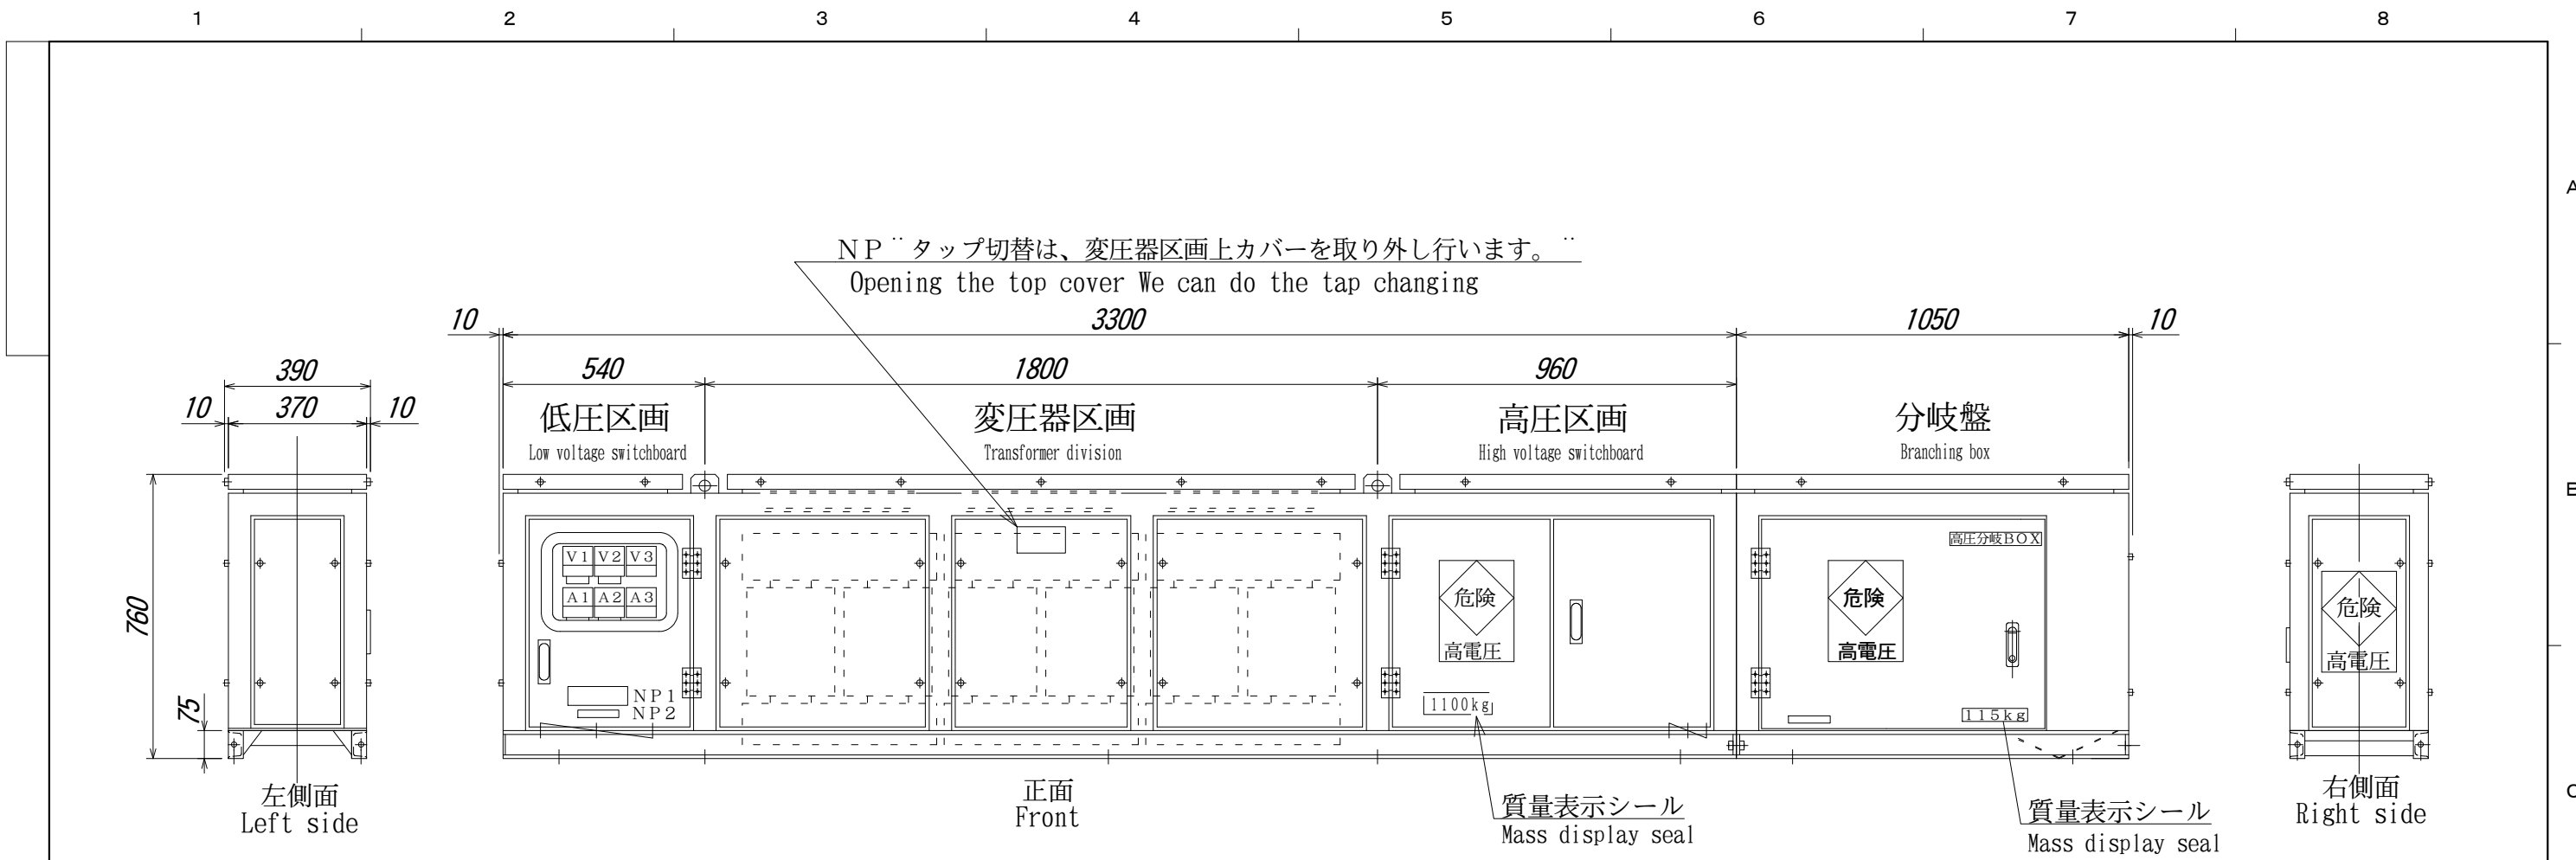 1 2 3 4 5 6 7 8
A
NP¨タップ切替は、変圧器区画上カバーを取り外し行います。¨
Opening the top cover We can do the tap changing
10 3300 1050 10
390 540 1800 960
10 370 10
低圧区画 変圧器区画 高圧区画 分岐盤
Low voltage switchboard Transformer division High voltage switchboard Branching box
B
高圧分岐BOX
V1 V2 V3
A1 A2 A3
危険 危険 危険
高電圧 高電圧 高電圧
760
75
NP1
NP2
1100kg 115kg
左側面
Left side
正面
Front
質量表示シール
Mass display seal
質量表示シール
Mass display seal
右側面
Right side
C